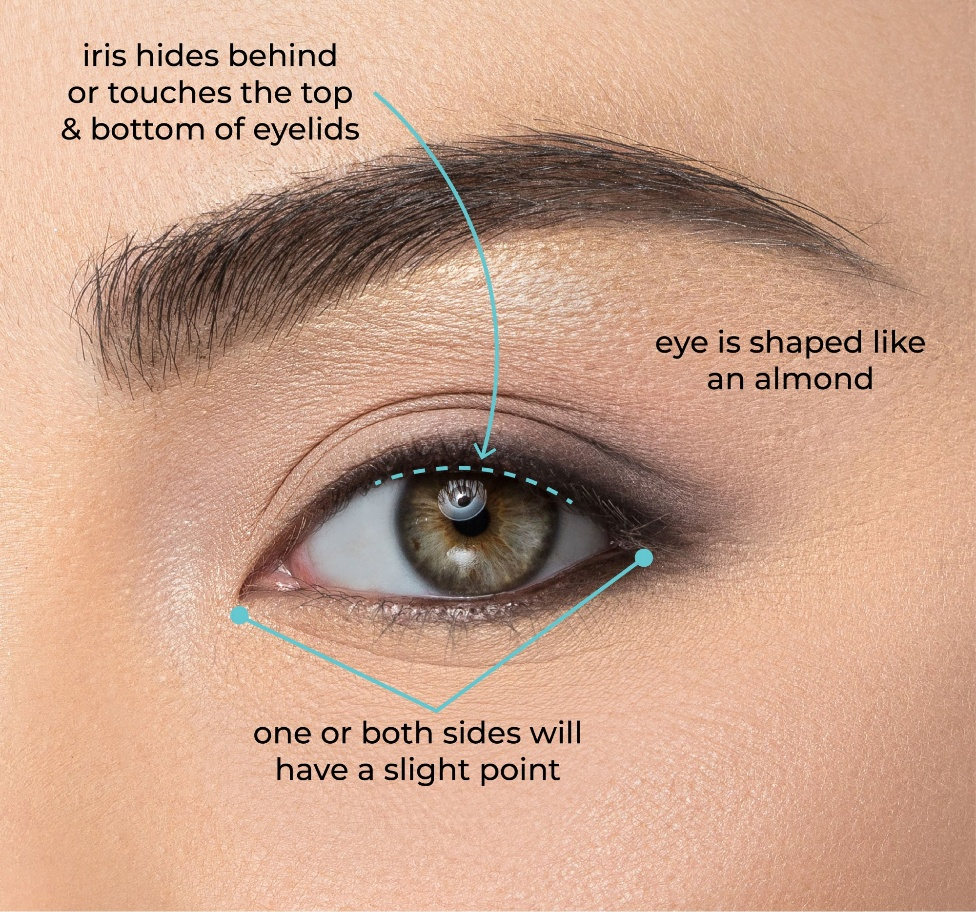 iris hides behind
or touches the top
& bottom of eyelids
eye is shaped like
an almond
one or both sides will
have a slight point